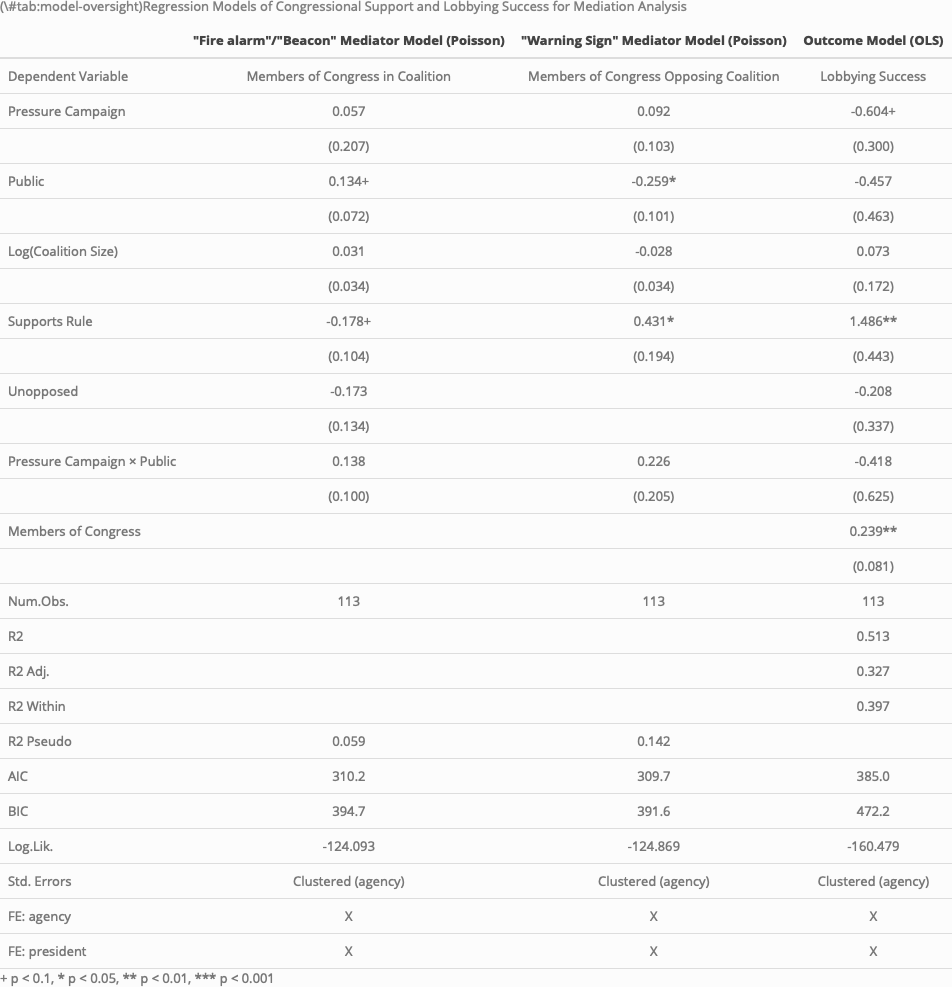 (\#tab:model-oversight)Regression Models of Congressional Support and Lobbying Success for Mediation Analysis
"Fire alarm"/"Beacon" Mediator Model (Poisson) "Warning Sign" Mediator Model (Poisson) Outcome Model (OLS)
Dependent Variable Members of Congress in Coalition Members of Congress Opposing Coalition Lobbying Success
Pressure Campaign 0.057 0.092 -0.604+
(0.207) (0.103) (0.300)
Public 0.134+ -0.259* -0.457
(0.072) (0.101) (0.463)
Log(Coalition Size) 0.031 -0.028 0.073
(0.034) (0.034) (0.172)
Supports Rule -0.178+ 0.431* 1.486**
(0.104) (0.194) (0.443)
Unopposed -0.173 -0.208
(0.134) (0.337)
Pressure Campaign × Public 0.138 0.226 -0.418
(0.100) (0.205) (0.625)
Members of Congress 0.239**
(0.081)
Num.Obs. 113 113 113
R2 0.513
R2 Adj. 0.327
R2 Within 0.397
R2 Pseudo 0.059 0.142
AIC 310.2 309.7 385.0
BIC 394.7 391.6 472.2
Log.Lik. -124.093 -124.869 -160.479
Std. Errors Clustered (agency) Clustered (agency) Clustered (agency)
FE: agency X X X
FE: president X X X
+ p < 0.1, * p < 0.05, ** p < 0.01, *** p < 0.001